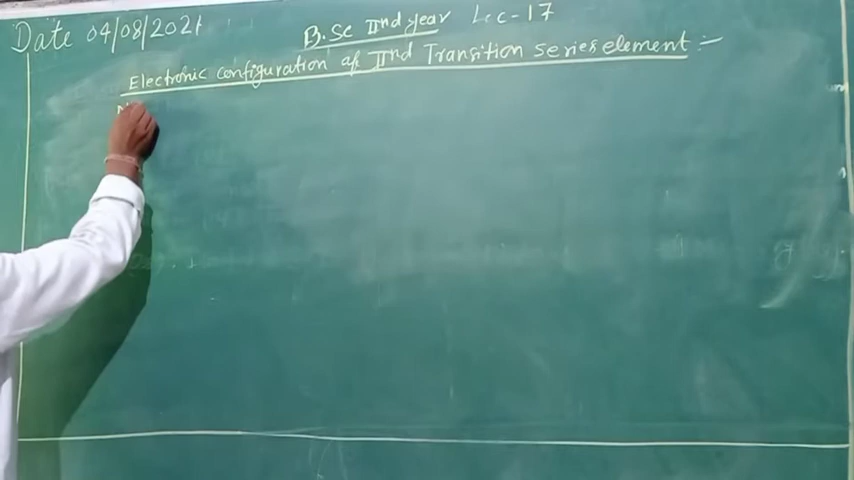 Date 04/08/2021
B.Sc IInd year Lec-17
Electronic configuration of IInd Transition series element :-
N